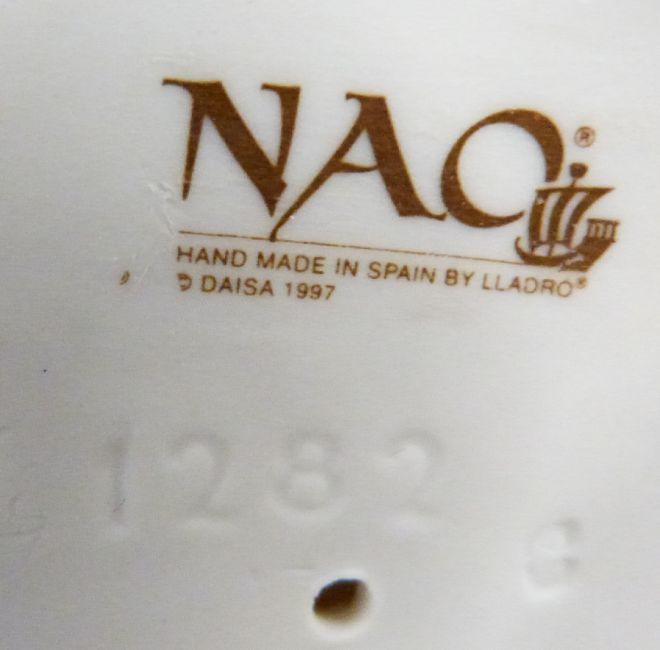 NAO®
HAND MADE IN SPAIN BY LLADRO®
© DAISA 1997
1282